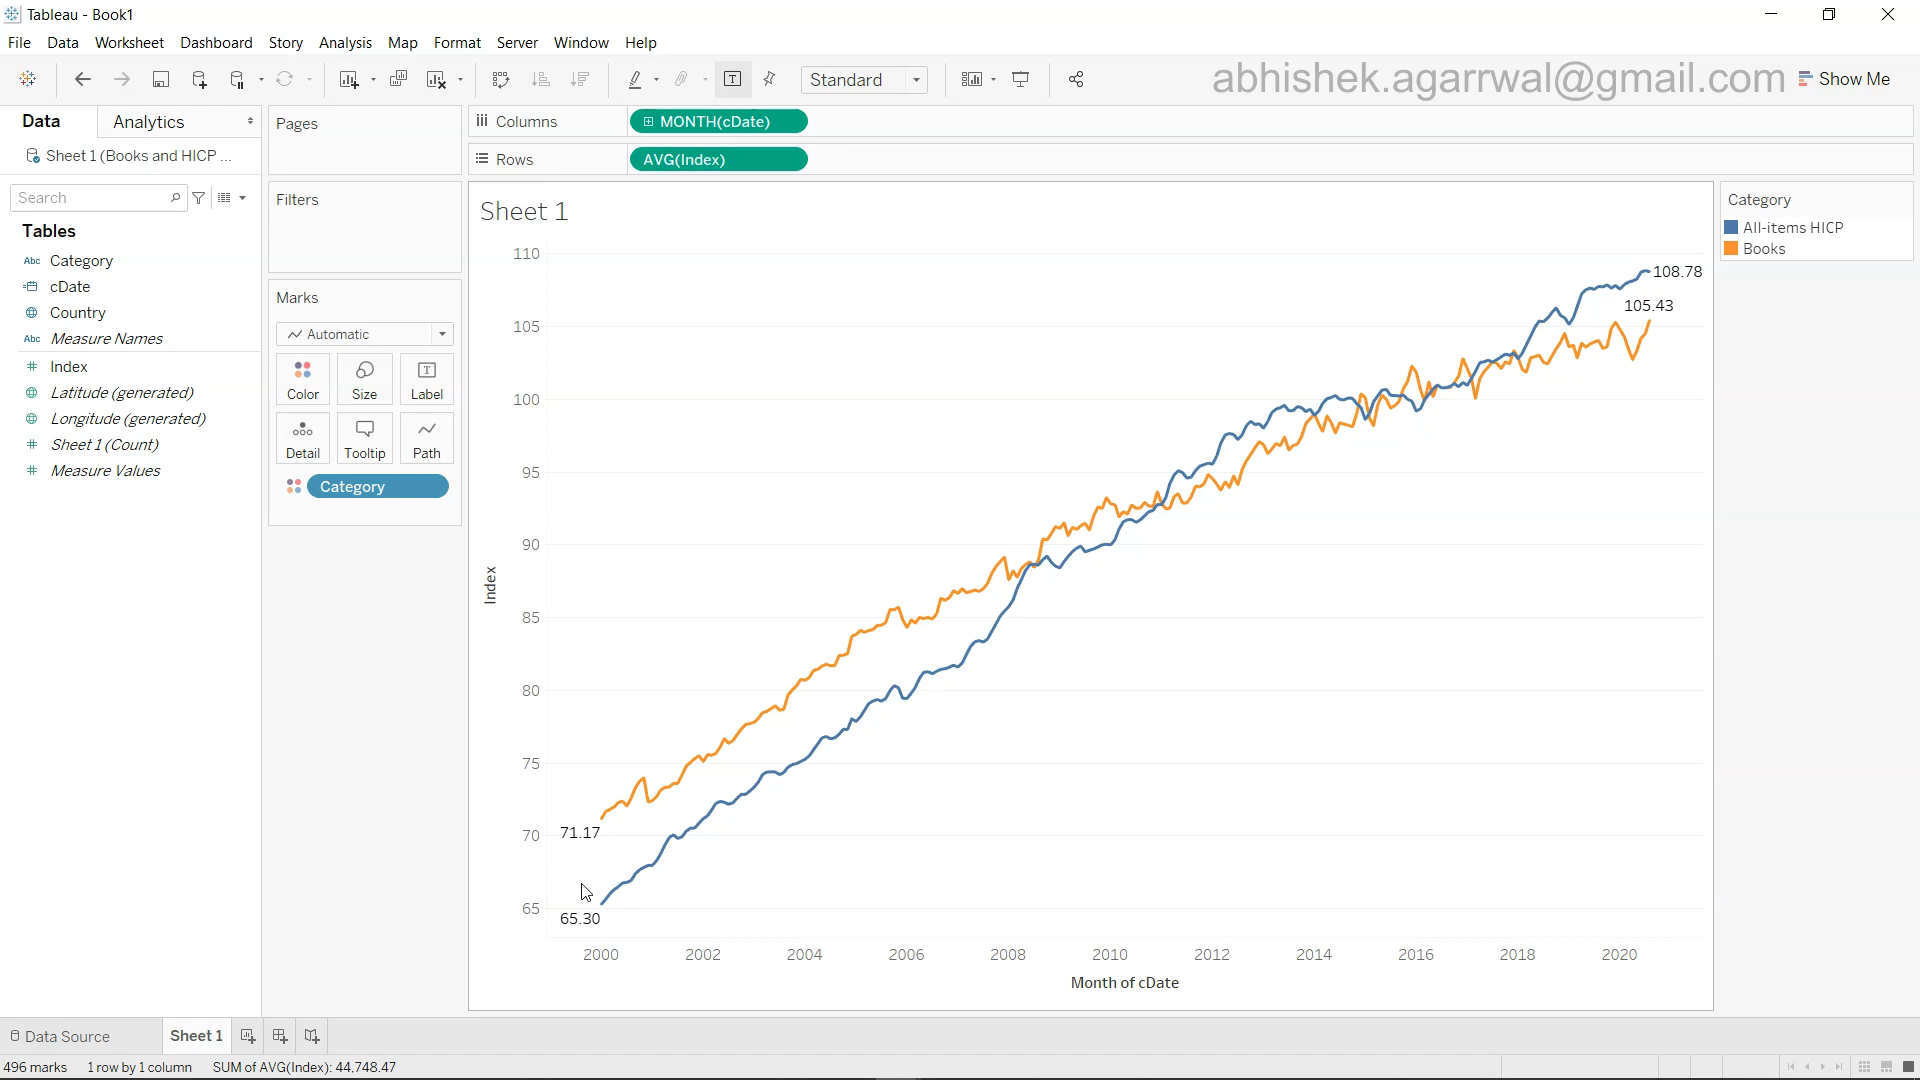 Tableau - Book1
File Data Worksheet Dashboard Story Analysis Map Format Server Window Help
Standard
abhishek.agarrwal@gmail.com
Show Me
Data
Analytics
Pages
Columns
MONTH(cDate)
Sheet 1 (Books and HICP ...
Rows
AVG(Index)
Search
Filters
Sheet 1
Category
All-items HICP
Books
Tables
Abc Category
cDate
Country
Abc Measure Names
Index
Latitude (generated)
Longitude (generated)
Sheet 1 (Count)
Measure Values
Marks
Automatic
Color
Size
Label
Detail
Tooltip
Path
Category
110
105
100
95
90
85
80
75
70
65
Index
108.78
105.43
71.17
65.30
2000 2002 2004 2006 2008 2010 2012 2014 2016 2018 2020
Month of cDate
Data Source
Sheet 1
496 marks 1 row by 1 column SUM of AVG(Index): 44,748.47